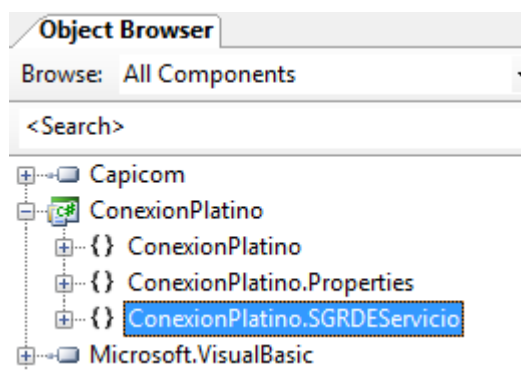 Object Browser
Browse: All Components
<Search>
Capicom
C# ConexionPlatino
{} ConexionPlatino
{} ConexionPlatino.Properties
{} ConexionPlatino.SGRDEServicio
Microsoft.VisualBasic